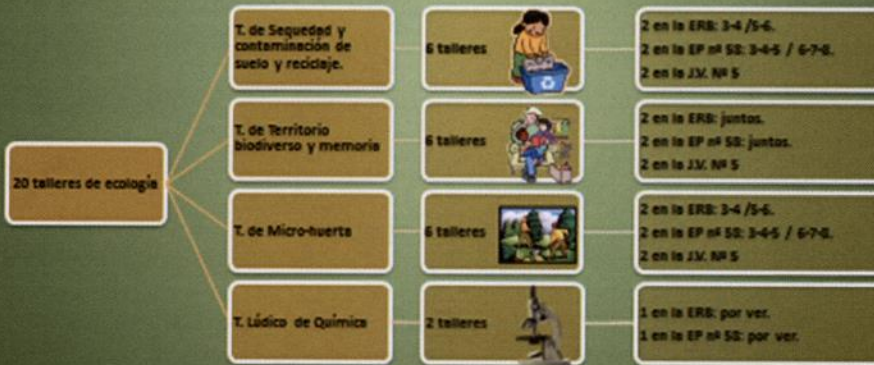 20 talleres de ecología
T. de Sequedad y
contaminación de
suelo y reciclaje.
6 talleres
2 en la ERB: 3-4 /5-6.
2 en la EP nº 58: 3-4-5 / 6-7-8.
2 en la J.V. Nº 5
T. de Territorio
biodiverso y memoria
6 talleres
2 en la ERB: juntos.
2 en la EP nº 58: juntos.
2 en la J.V. Nº 5
T. de Micro-huerta
6 talleres
2 en la ERB: 3-4 /5-6.
2 en la EP nº 58: 3-4-5 / 6-7-8.
2 en la J.V. Nº 5
T. Lúdico de Química
2 talleres
1 en la ERB: por ver.
1 en la EP nº 58: por ver.